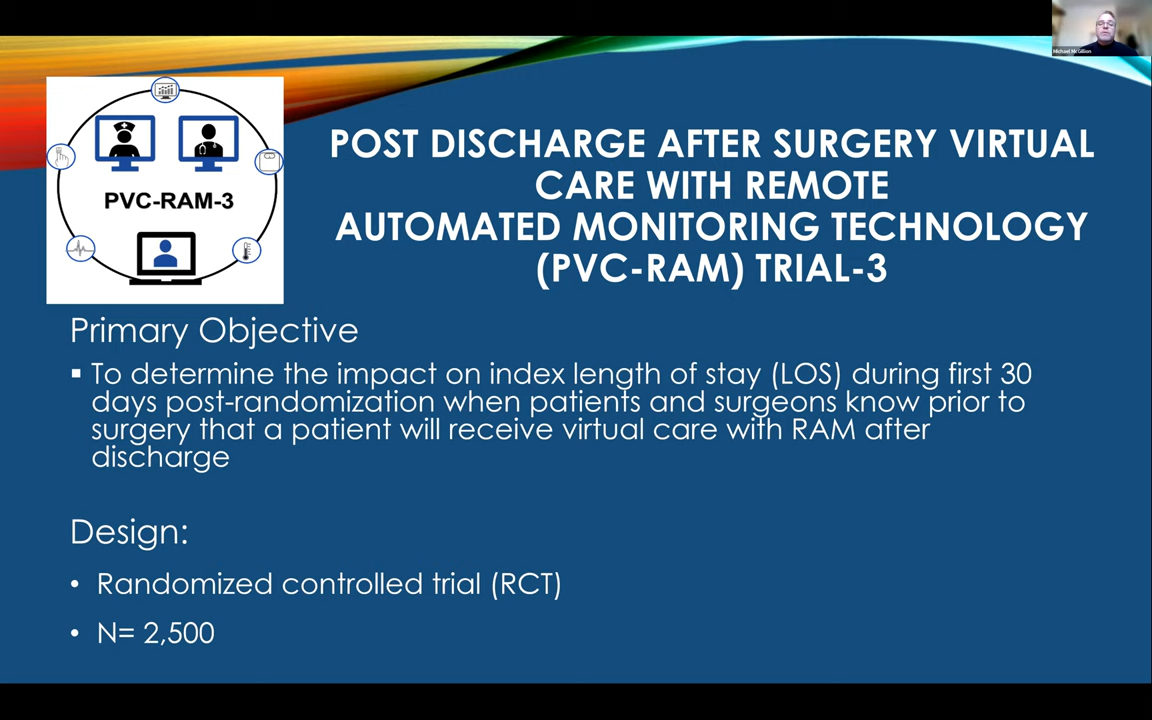 Michael McGillion
PVC-RAM-3
POST DISCHARGE AFTER SURGERY VIRTUAL
CARE WITH REMOTE
AUTOMATED MONITORING TECHNOLOGY
(PVC-RAM) TRIAL-3
Primary Objective
▪ To determine the impact on index length of stay (LOS) during first 30
days post-randomization when patients and surgeons know prior to
surgery that a patient will receive virtual care with RAM after
discharge
Design:
• Randomized controlled trial (RCT)
• N= 2,500